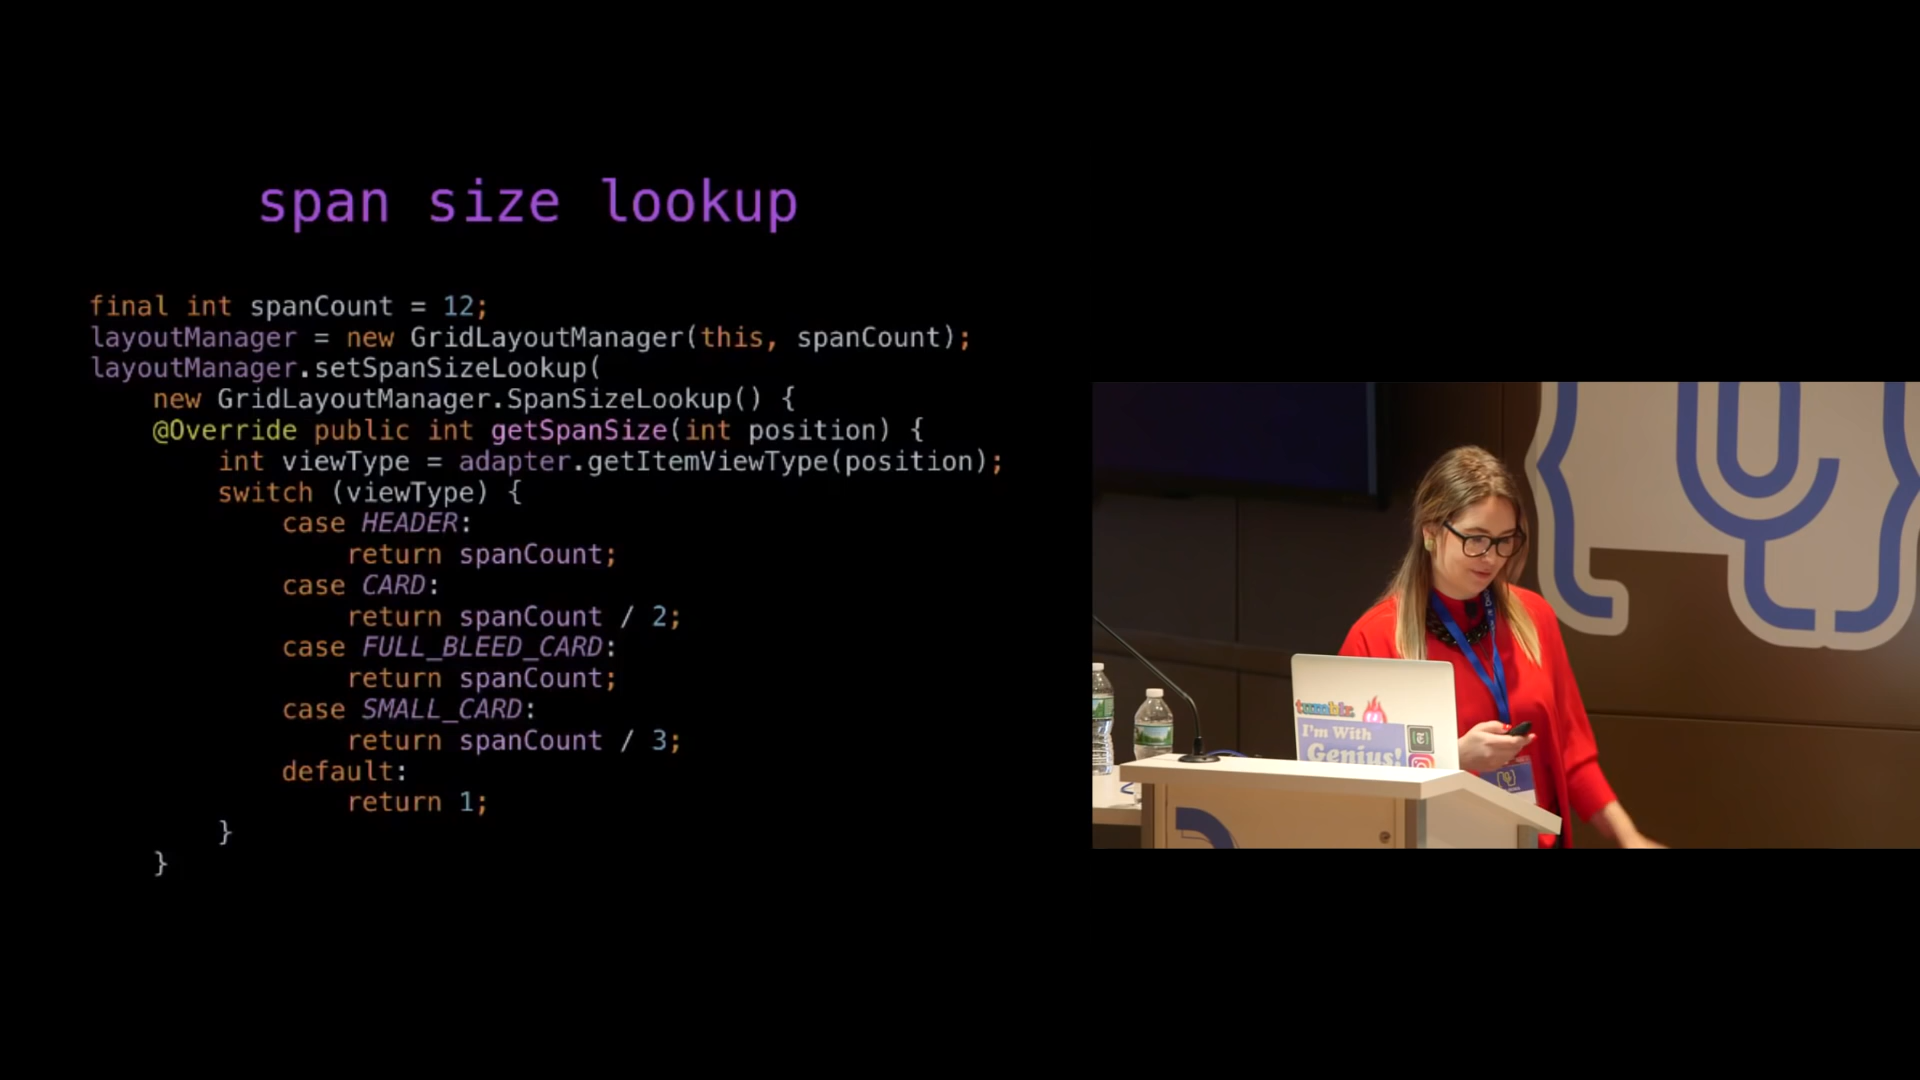 span size lookup
final int spanCount = 12;
layoutManager = new GridLayoutManager(this, spanCount);
layoutManager.setSpanSizeLookup(
new GridLayoutManager.SpanSizeLookup() {
@Override public int getSpanSize(int position) {
int viewType = adapter.getItemViewType(position);
switch (viewType) {
case HEADER:
return spanCount;
case CARD:
return spanCount / 2;
case FULL_BLEED_CARD:
return spanCount;
case SMALL_CARD:
return spanCount / 3;
default:
return 1;
}
}
tumblr.
I'm With
Genius!